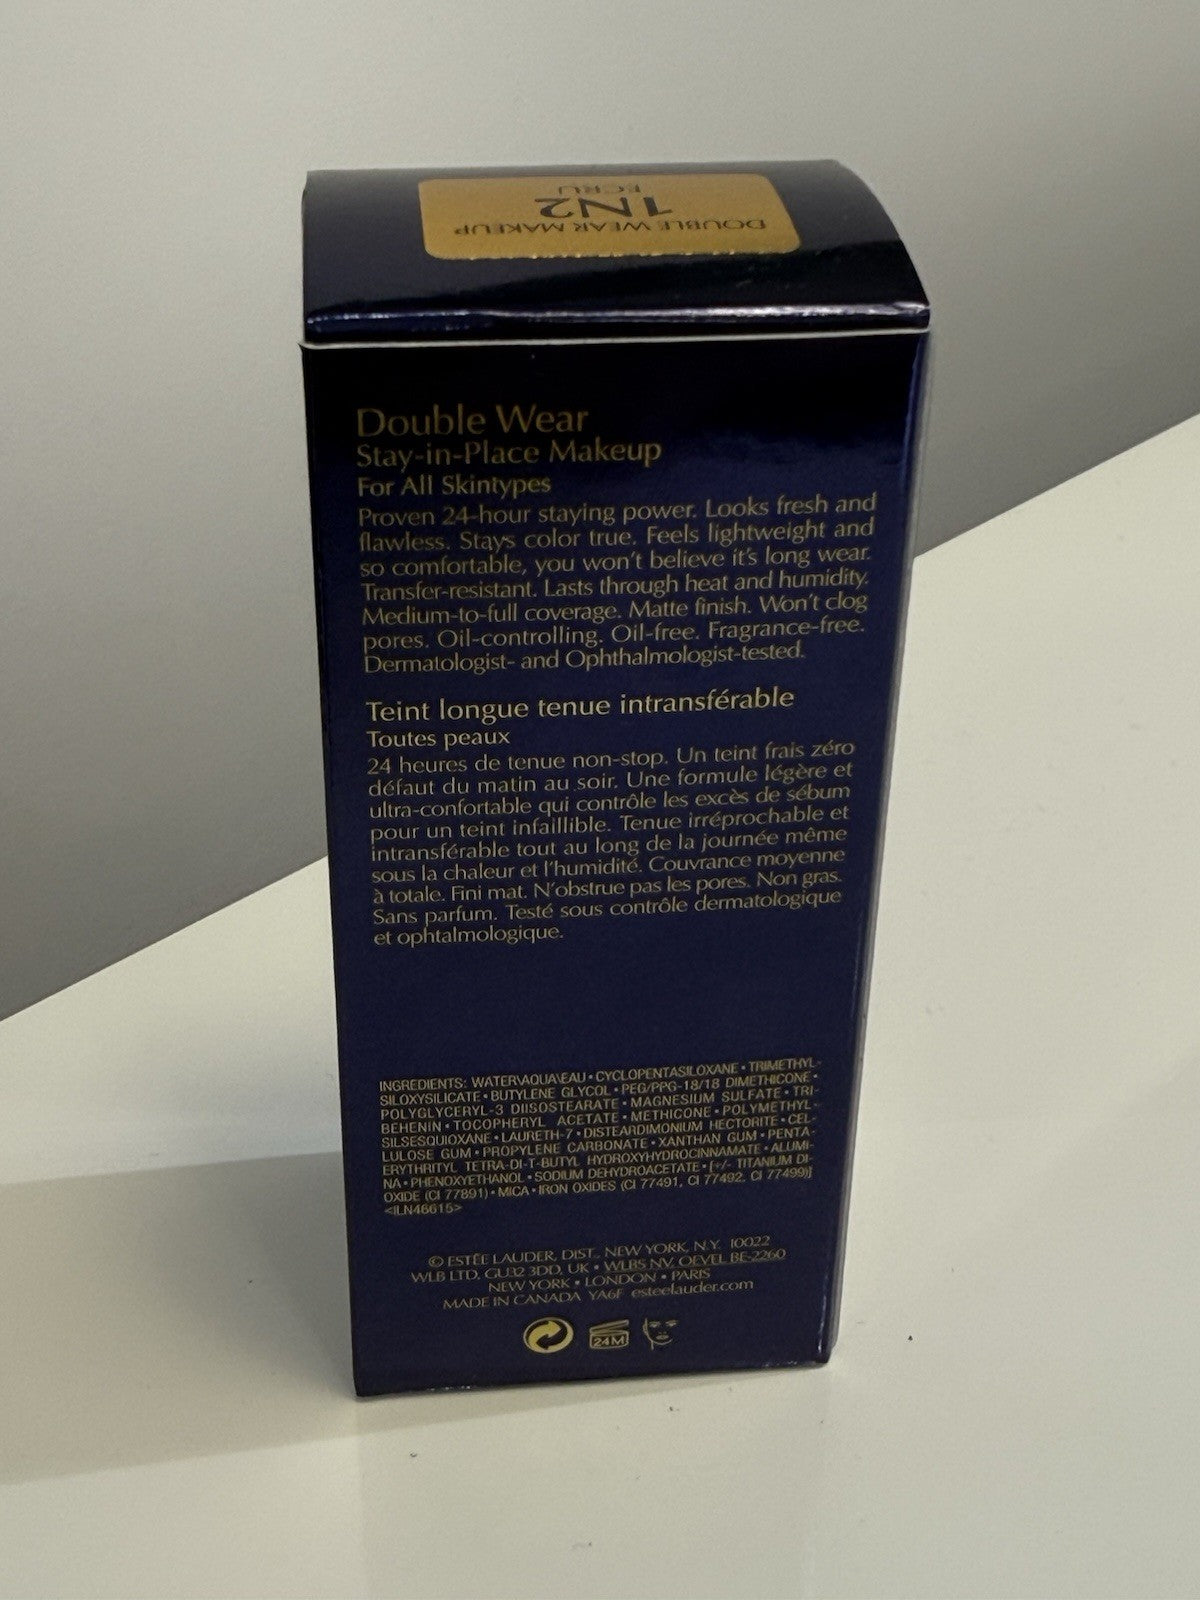 DOUBLE WEAR MAKEUP
1N2
ECRU
Double Wear
Stay-in-Place Makeup
For All Skintypes
Proven 24-hour staying power. Looks fresh and
flawless. Stays color true. Feels lightweight and
so comfortable, you won't believe it's long wear.
Transfer-resistant. Lasts through heat and humidity.
Medium-to-full coverage. Matte finish. Won't clog
pores. Oil-controlling. Oil-free. Fragrance-free.
Dermatologist- and Ophthalmologist-tested.
Teint longue tenue intransférable
Toutes peaux
24 heures de tenue non-stop. Un teint frais zéro
défaut du matin au soir. Une formule légère et
ultra-confortable qui contrôle les excès de sébum
pour un teint infaillible. Tenue irréprochable et
intransférable tout au long de la journée même
sous la chaleur et l'humidité. Couvrance moyenne
à totale. Fini mat. N'obstrue pas les pores. Non gras.
Sans parfum. Testé sous contrôle dermatologique
et ophtalmologique.
INGREDIENTS: WATER\AQUA\EAU • CYCLOPENTASILOXANE • TRIMETHYL-
SILOXYSILICATE • BUTYLENE GLYCOL • PEG/PPG-18/18 DIMETHICONE •
POLYGLYCERYL-3 DIISOSTEARATE • MAGNESIUM SULFATE • TRI-
BEHENIN • TOCOPHERYL ACETATE • METHICONE • POLYMETHYL-
SILSESQUIOXANE • LAURETH-7 • DISTEARDIMONIUM HECTORITE • CEL-
LULOSE GUM • PROPYLENE CARBONATE • XANTHAN GUM • PENTA-
ERYTHRITYL TETRA-DI-T-BUTYL HYDROXYHYDROCINNAMATE • ALUMI-
NA • PHENOXYETHANOL • SODIUM DEHYDROACETATE • [+/- TITANIUM DI-
OXIDE (CI 77891) • MICA • IRON OXIDES (CI 77491, CI 77492, CI 77499)]
<ILN46615>
© ESTÉE LAUDER, DIST., NEW YORK, N.Y. 10022
WLB LTD, GU32 3DD, UK • WLBS NV, OEVEL BE-2260
NEW YORK • LONDON • PARIS
MADE IN CANADA YA6F esteelauder.com
24M